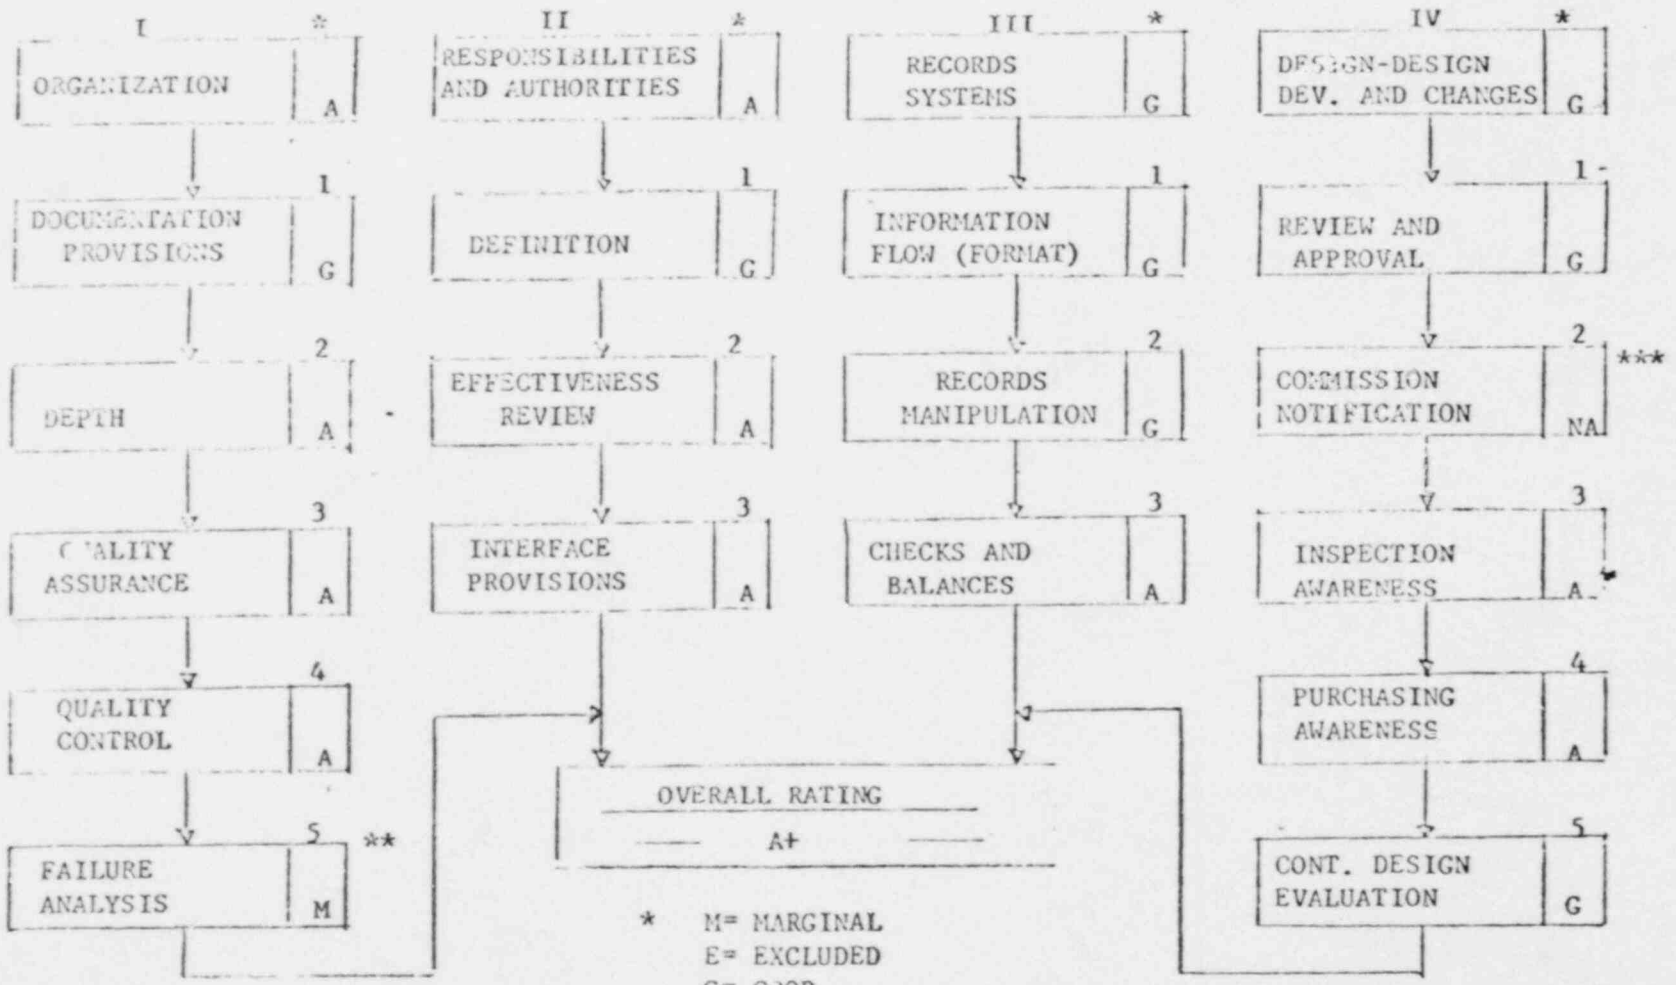 I * II * III * IV *
ORGANIZATION A
RESPONSIBILITIES
AND AUTHORITIES A
RECORDS
SYSTEMS G
DESIGN-DESIGN
DEV. AND CHANGES G
1
DOCUMENTATION
PROVISIONS G
1
DEFINITION G
1
INFORMATION
FLOW (FORMAT) G
1
REVIEW AND
APPROVAL G
2
DEPTH A
2
EFFECTIVENESS
REVIEW A
2
RECORDS
MANIPULATION G
2 ***
COMMISSION
NOTIFICATION NA
3
ALITY
ASSURANCE A
3
INTERFACE
PROVISIONS A
3
CHECKS AND
BALANCES A
3
INSPECTION
AWARENESS A
4
QUALITY
CONTROL A
4
PURCHASING
AWARENESS A
5 **
FAILURE
ANALYSIS M
OVERALL RATING
A+
5
CONT. DESIGN
EVALUATION G
* M= MARGINAL
E= EXCLUDED